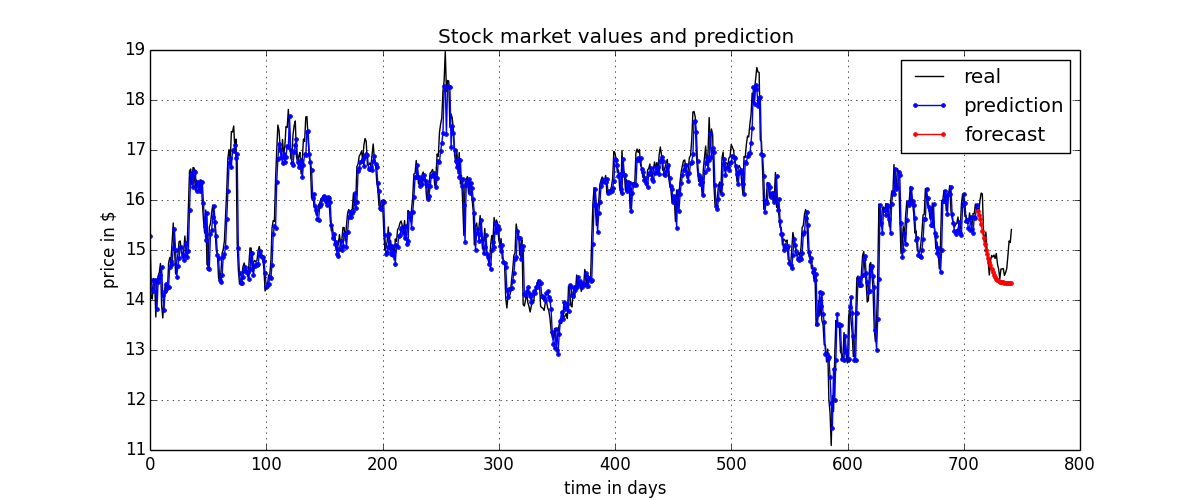 Stock market values and prediction
real
prediction
forecast
price in $
19
18
17
16
15
14
13
12
11
0 100 200 300 400 500 600 700 800
time in days